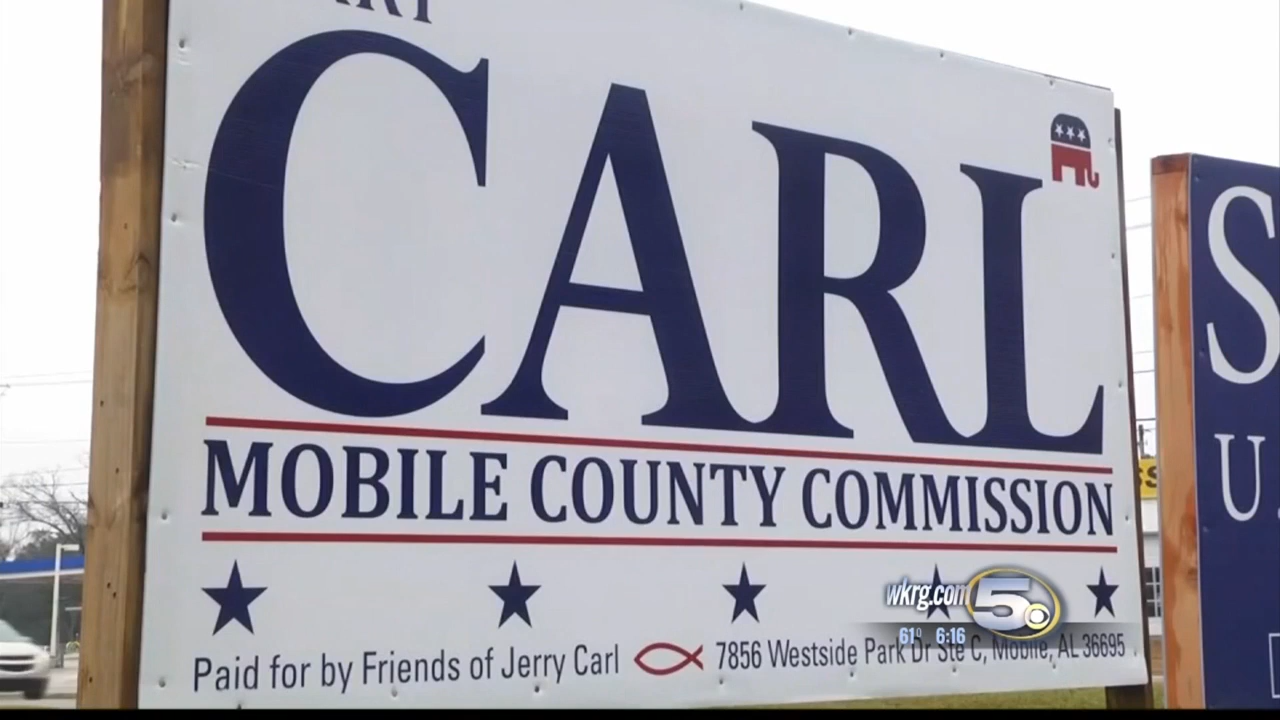 CARL
MOBILE COUNTY COMMISSION
Paid for by Friends of Jerry Carl 7856 Westside Park Dr Ste C, Mobile, AL 36695
wkrg.com 5
61° 6:16
S
U.